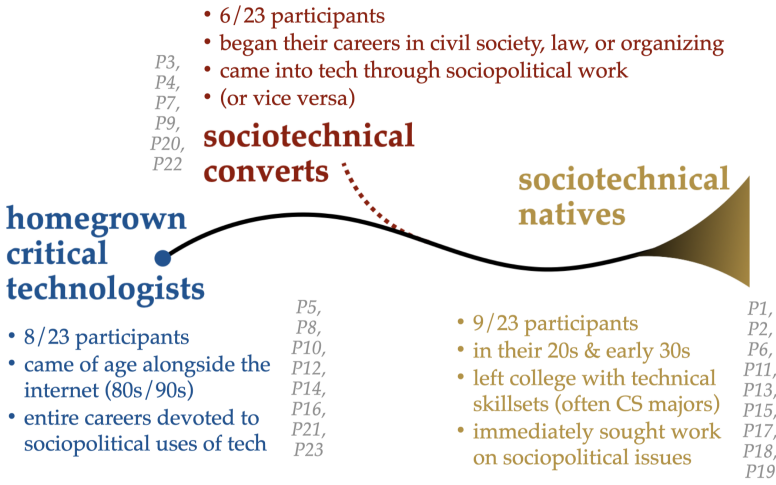 • 6/23 participants
• began their careers in civil society, law, or organizing
• came into tech through sociopolitical work
• (or vice versa)
P3,
P4,
P7,
P9,
P20,
P22
sociotechnical
converts
sociotechnical
natives
homegrown
critical
technologists
• 8/23 participants
• came of age alongside the
internet (80s/90s)
• entire careers devoted to
sociopolitical uses of tech
P5,
P8,
P10,
P12,
P14,
P16,
P21,
P23
• 9/23 participants
• in their 20s & early 30s
• left college with technical
skillsets (often CS majors)
• immediately sought work
on sociopolitical issues
P1,
P2,
P6,
P11,
P13,
P15,
P17,
P18,
P19